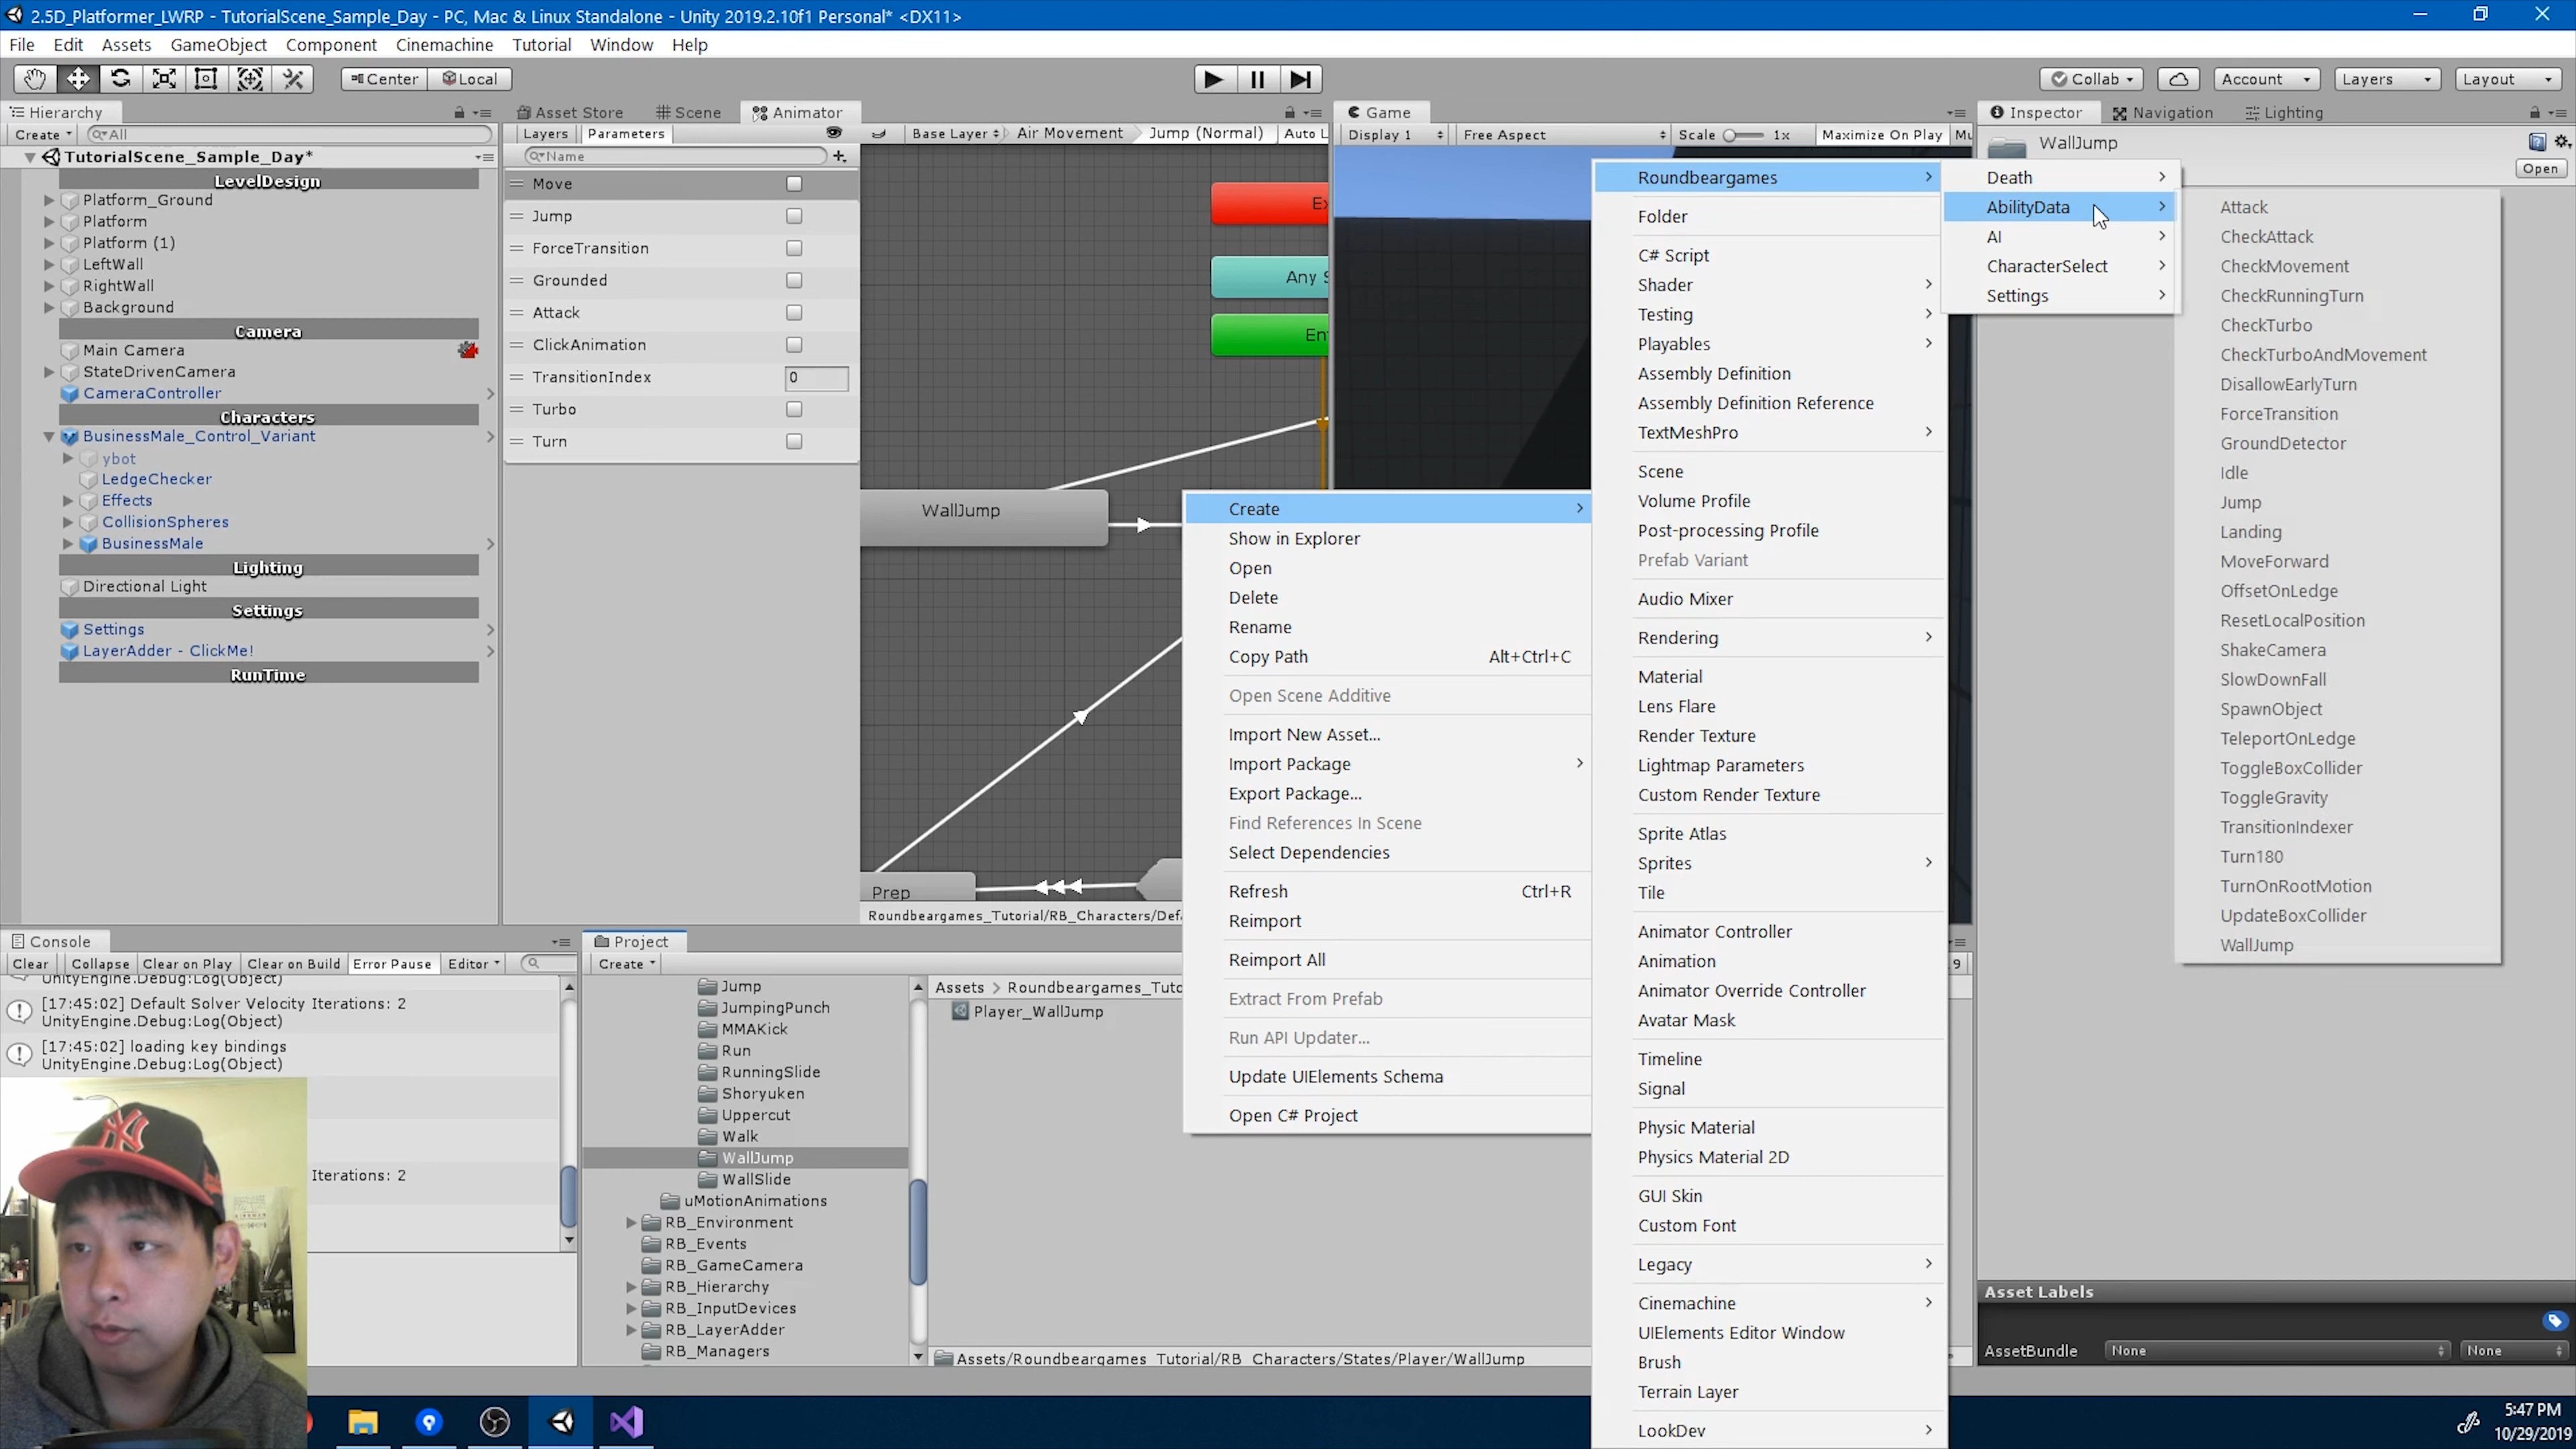 2.5D_Platformer_LWRP - TutorialScene_Sample_Day - PC, Mac & Linux Standalone - Unity 2019.2.10f1 Personal* <DX11>
File Edit Assets GameObject Component Cinemachine Tutorial Window Help
Center Local
Collab Account Layers Layout
Hierarchy
Create All
TutorialScene_Sample_Day*
LevelDesign
Platform_Ground
Platform
Platform (1)
LeftWall
RightWall
Background
Camera
Main Camera
StateDrivenCamera
CameraController
Characters
BusinessMale_Control_Variant
ybot
LedgeChecker
Effects
CollisionSpheres
BusinessMale
Lighting
Directional Light
Settings
Settings
LayerAdder - ClickMe!
RunTime
Asset Store Scene Animator
Layers Parameters
Base Layer Air Movement Jump (Normal) Auto L
Name
Move
Jump
ForceTransition
Grounded
Attack
ClickAnimation
TransitionIndex 0
Turbo
Turn
Ex
Any S
En
WallJump
Prep
Roundbeargames_Tutorial/RB_Characters/Def
Game
Display 1 Free Aspect Scale 1x Maximize On Play Mu
Create
Show in Explorer
Open
Delete
Rename
Copy Path Alt+Ctrl+C
Open Scene Additive
Import New Asset...
Import Package
Export Package...
Find References In Scene
Select Dependencies
Refresh Ctrl+R
Reimport
Reimport All
Extract From Prefab
Run API Updater...
Update UIElements Schema
Open C# Project
Roundbeargames
Folder
C# Script
Shader
Testing
Playables
Assembly Definition
Assembly Definition Reference
TextMeshPro
Scene
Volume Profile
Post-processing Profile
Prefab Variant
Audio Mixer
Rendering
Material
Lens Flare
Render Texture
Lightmap Parameters
Custom Render Texture
Sprite Atlas
Sprites
Tile
Animator Controller
Animation
Animator Override Controller
Avatar Mask
Timeline
Signal
Physic Material
Physics Material 2D
GUI Skin
Custom Font
Legacy
Cinemachine
UIElements Editor Window
Brush
Terrain Layer
LookDev
Death
AbilityData
AI
CharacterSelect
Settings
Attack
CheckAttack
CheckMovement
CheckRunningTurn
CheckTurbo
CheckTurboAndMovement
DisallowEarlyTurn
ForceTransition
GroundDetector
Idle
Jump
Landing
MoveForward
OffsetOnLedge
ResetLocalPosition
ShakeCamera
SlowDownFall
SpawnObject
TeleportOnLedge
ToggleBoxCollider
ToggleGravity
TransitionIndexer
Turn180
TurnOnRootMotion
UpdateBoxCollider
WallJump
Inspector Navigation Lighting
WallJump
Open
Asset Labels
AssetBundle None None
Console
Clear Collapse Clear on Play Clear on Build Error Pause Editor
UnityEngine.Debug:Log(Object)
[17:45:02] Default Solver Velocity Iterations: 2
UnityEngine.Debug:Log(Object)
[17:45:02] loading key bindings
UnityEngine.Debug:Log(Object)
Iterations: 2
Project
Create
9
Jump
JumpingPunch
MMAKick
Run
RunningSlide
Shoryuken
Uppercut
Walk
WallJump
WallSlide
uMotionAnimations
RB_Environment
RB_Events
RB_GameCamera
RB_Hierarchy
RB_InputDevices
RB_LayerAdder
RB_Managers
Assets > Roundbeargames_Tuto
Player_WallJump
Assets/Roundbeargames_Tutorial/RB_Characters/States/Player/WallJump
5:47 PM
10/29/2019